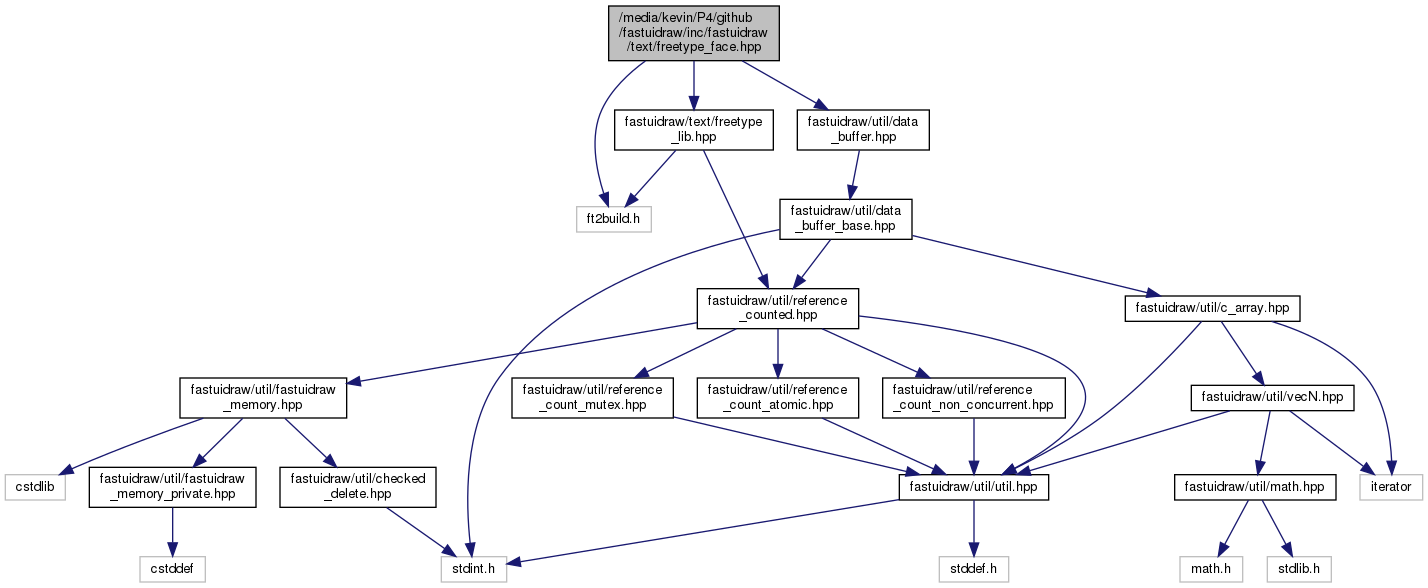 /media/kevin/P4/github
/fastuidraw/inc/fastuidraw
/text/freetype_face.hpp
fastuidraw/text/freetype
_lib.hpp
fastuidraw/util/data
_buffer.hpp
ft2build.h
fastuidraw/util/data
_buffer_base.hpp
fastuidraw/util/reference
_counted.hpp
fastuidraw/util/c_array.hpp
fastuidraw/util/fastuidraw
_memory.hpp
fastuidraw/util/reference
_count_mutex.hpp
fastuidraw/util/reference
_count_atomic.hpp
fastuidraw/util/reference
_count_non_concurrent.hpp
fastuidraw/util/vecN.hpp
cstdlib
fastuidraw/util/fastuidraw
_memory_private.hpp
fastuidraw/util/checked
_delete.hpp
fastuidraw/util/util.hpp
fastuidraw/util/math.hpp
iterator
cstddef
stdint.h
stddef.h
math.h
stdlib.h